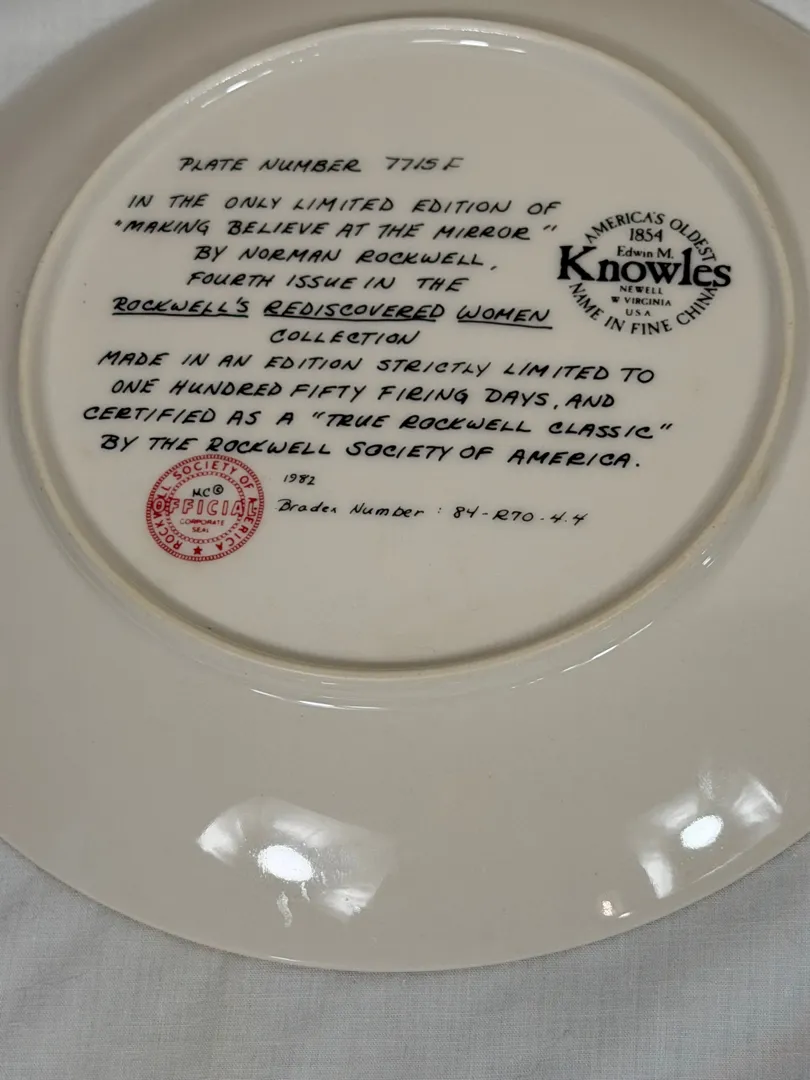 PLATE NUMBER 7715F
IN THE ONLY LIMITED EDITION OF
"MAKING BELIEVE AT THE MIRROR"
BY NORMAN ROCKWELL,
FOURTH ISSUE IN THE
ROCKWELL'S REDISCOVERED WOMEN
COLLECTION
MADE IN AN EDITION STRICTLY LIMITED TO
ONE HUNDRED FIFTY FIRING DAYS, AND
CERTIFIED AS A "TRUE ROCKWELL CLASSIC"
BY THE ROCKWELL SOCIETY OF AMERICA.
AMERICA'S OLDEST
1854
Edwin M.
Knowles
NEWELL
W VIRGINIA
USA
NAME IN FINE CHINA
ROCKWELL SOCIETY OF AMERICA
MC©
OFFICIAL
CORPORATE
SEAL
1982
Bradex Number : 84-R70-4.4